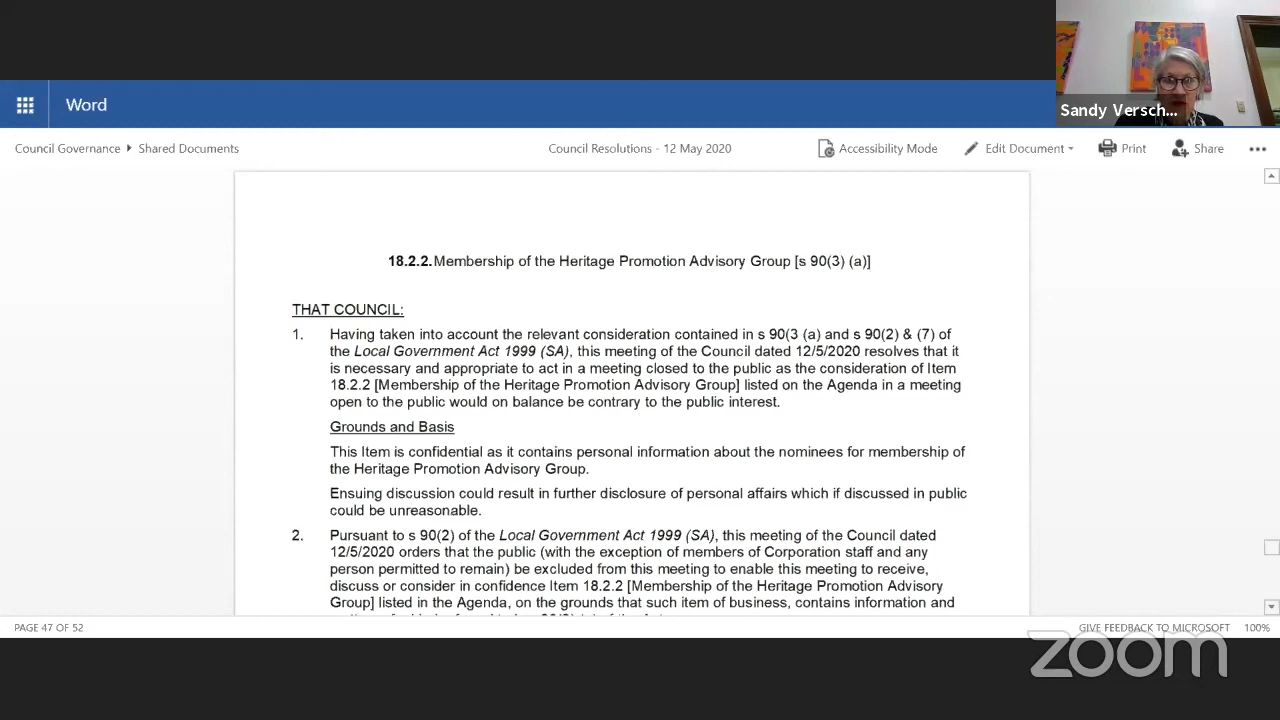 Sandy Versch...
Word
Council Governance Shared Documents
Council Resolutions - 12 May 2020
Accessibility Mode
Edit Document
Print
Share
18.2.2. Membership of the Heritage Promotion Advisory Group [s 90(3) (a)]
THAT COUNCIL:
1. Having taken into account the relevant consideration contained in s 90(3 (a) and s 90(2) & (7) of
the Local Government Act 1999 (SA), this meeting of the Council dated 12/5/2020 resolves that it
is necessary and appropriate to act in a meeting closed to the public as the consideration of Item
18.2.2 [Membership of the Heritage Promotion Advisory Group] listed on the Agenda in a meeting
open to the public would on balance be contrary to the public interest.
Grounds and Basis
This Item is confidential as it contains personal information about the nominees for membership of
the Heritage Promotion Advisory Group.
Ensuing discussion could result in further disclosure of personal affairs which if discussed in public
could be unreasonable.
2. Pursuant to s 90(2) of the Local Government Act 1999 (SA), this meeting of the Council dated
12/5/2020 orders that the public (with the exception of members of Corporation staff and any
person permitted to remain) be excluded from this meeting to enable this meeting to receive,
discuss or consider in confidence Item 18.2.2 [Membership of the Heritage Promotion Advisory
Group] listed in the Agenda, on the grounds that such item of business, contains information and
PAGE 47 OF 52
GIVE FEEDBACK TO MICROSOFT
100%
zoom